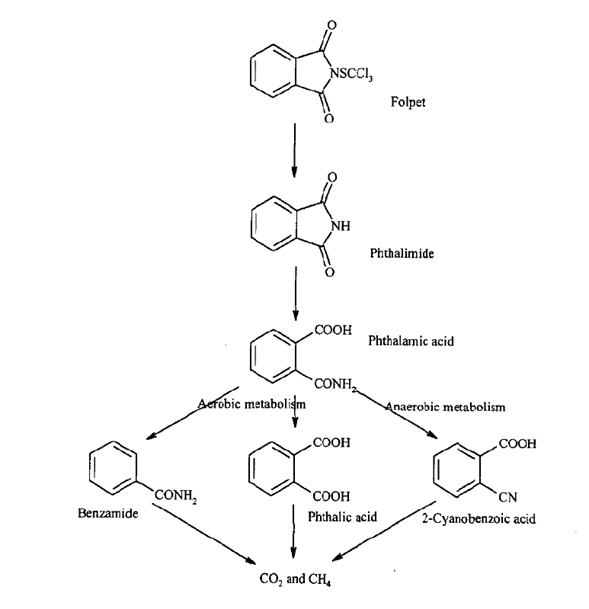 O
NSCCl3
O
Folpet
O
NH
O
Phthalimide
COOH
Phthalamic acid
CONH2
Aerobic metabolism
Anaerobic metabolism
COOH
COOH
CONH2
COOH
CN
Benzamide
Phthalic acid
2-Cyanobenzoic acid
CO2 and CH4